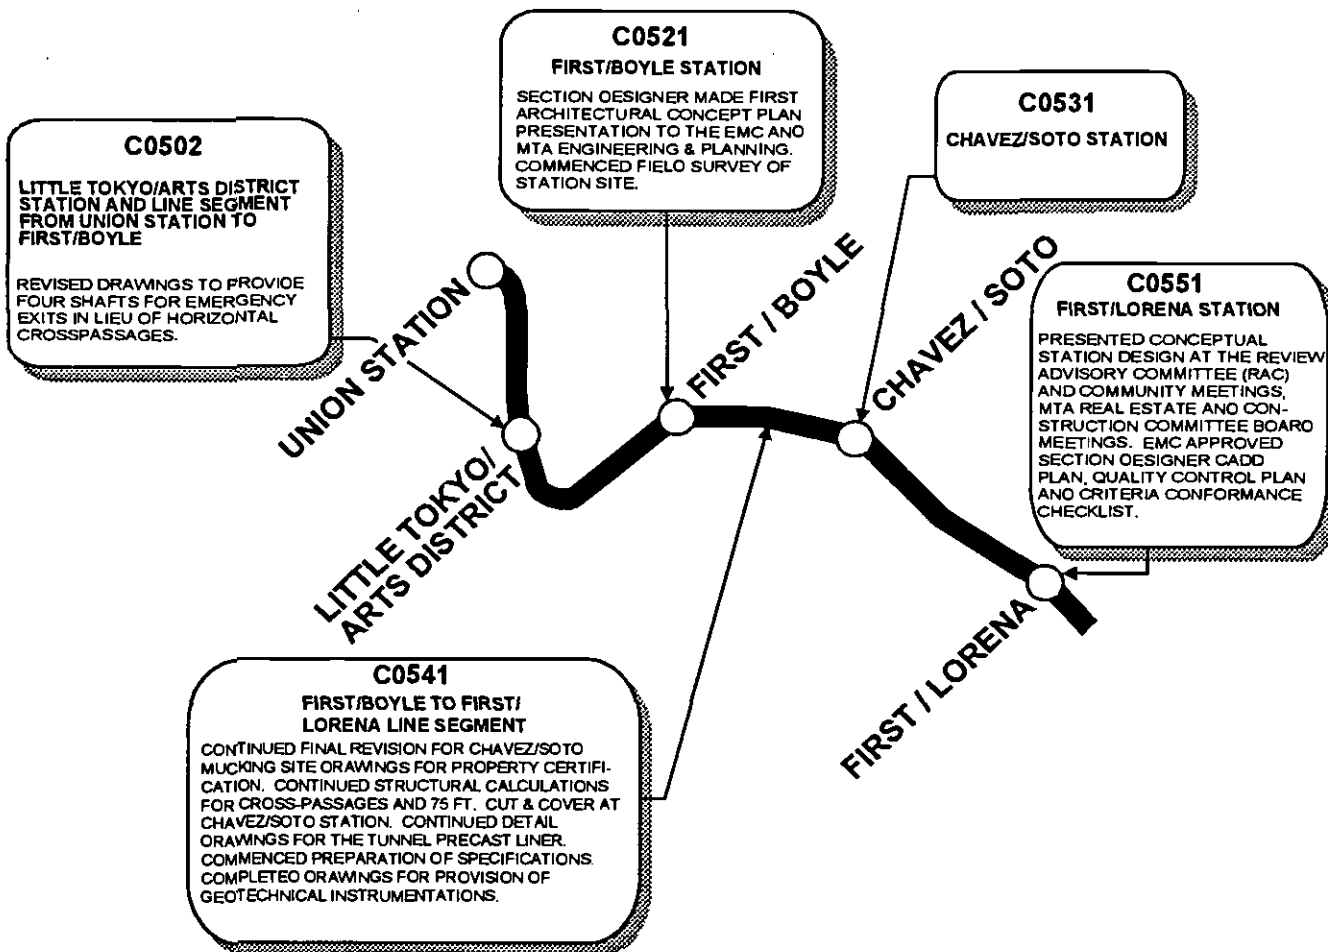 C0521
FIRST/BOYLE STATION
SECTION OESIGNER MADE FIRST
ARCHITECTURAL CONCEPT PLAN
PRESENTATION TO THE EMC ANO
MTA ENGINEERING & PLANNING.
COMMENCED FIELD SURVEY OF
STATION SITE.
C0531
CHAVEZ/SOTO STATION
C0502
LITTLE TOKYO/ARTS DISTRICT
STATION AND LINE SEGMENT
FROM UNION STATION TO
FIRST/BOYLE
REVISED DRAWINGS TO PROVIOE
FOUR SHAFTS FOR EMERGENCY
EXITS IN LIEU OF HORIZONTAL
CROSSPASSAGES.
C0551
FIRST/LORENA STATION
PRESENTED CONCEPTUAL
STATION DESIGN AT THE REVIEW
ADVISORY COMMITTEE (RAC)
AND COMMUNITY MEETINGS,
MTA REAL ESTATE ANO CON-
STRUCTION COMMITTEE BOARO
MEETINGS. EMC APPROVED
SECTION OESIGNER CADD
PLAN, QUALITY CONTROL PLAN
ANO CRITERIA CONFORMANCE
CHECKLIST.
UNION STATION
LITTLE TOKYO/
ARTS DISTRICT
FIRST / BOYLE
CHAVEZ / SOTO
FIRST / LORENA
C0541
FIRST/BOYLE TO FIRST/
LORENA LINE SEGMENT
CONTINUED FINAL REVISION FOR CHAVEZ/SOTO
MUCKING SITE ORAWINGS FOR PROPERTY CERTIFI-
CATION. CONTINUED STRUCTURAL CALCULATIONS
FOR CROSS-PASSAGES AND 75 FT. CUT & COVER AT
CHAVEZ/SOTO STATION. CONTINUED DETAIL
ORAWINGS FOR THE TUNNEL PRECAST LINER.
COMMENCED PREPARATION OF SPECIFICATIONS.
COMPLETED ORAWINGS FOR PROVISION OF
GEOTECHNICAL INSTRUMENTATIONS.